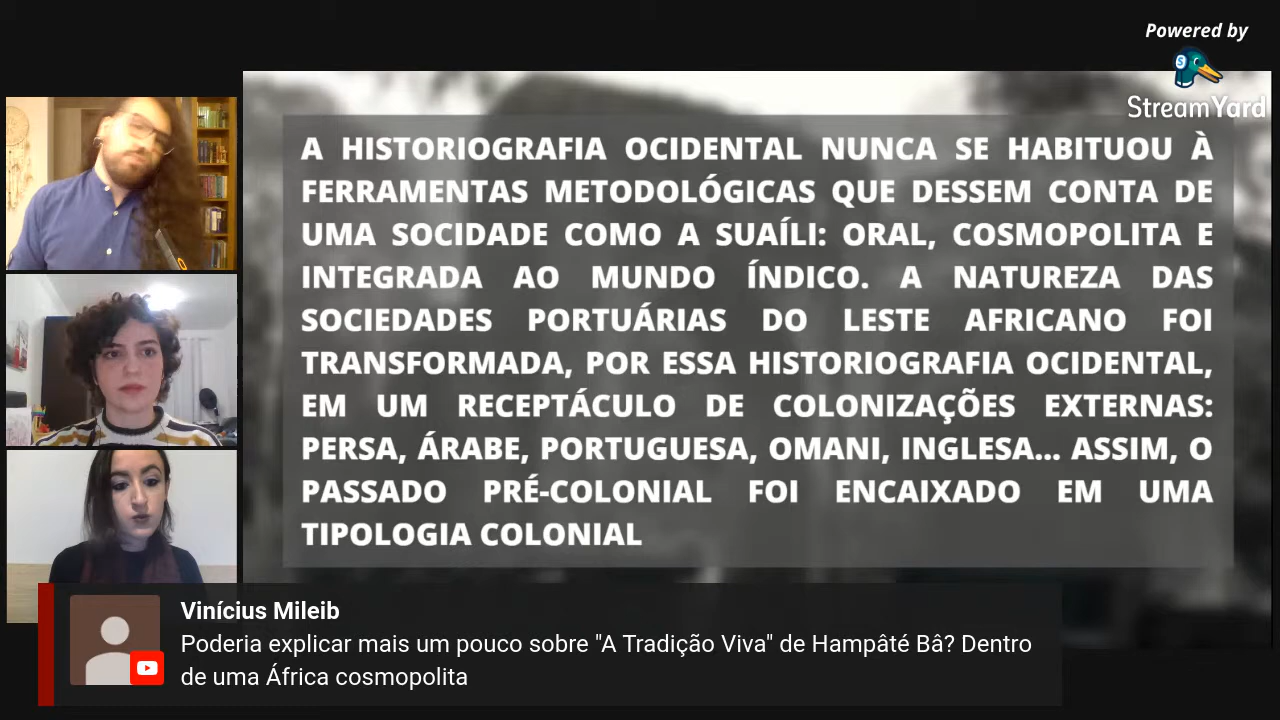 Powered by
StreamYard
A HISTORIOGRAFIA OCIDENTAL NUNCA SE HABITUOU À
FERRAMENTAS METODOLÓGICAS QUE DESSEM CONTA DE
UMA SOCIDADE COMO A SUAÍLI: ORAL, COSMOPOLITA E
INTEGRADA AO MUNDO ÍNDICO. A NATUREZA DAS
SOCIEDADES PORTUÁRIAS DO LESTE AFRICANO FOI
TRANSFORMADA, POR ESSA HISTORIOGRAFIA OCIDENTAL,
EM UM RECEPTÁCULO DE COLONIZAÇÕES EXTERNAS:
PERSA, ÁRABE, PORTUGUESA, OMANI, INGLESA... ASSIM, O
PASSADO PRÉ-COLONIAL FOI ENCAIXADO EM UMA
TIPOLOGIA COLONIAL
Vinícius Mileib
Poderia explicar mais um pouco sobre "A Tradição Viva" de Hampâté Bâ? Dentro
de uma África cosmopolita